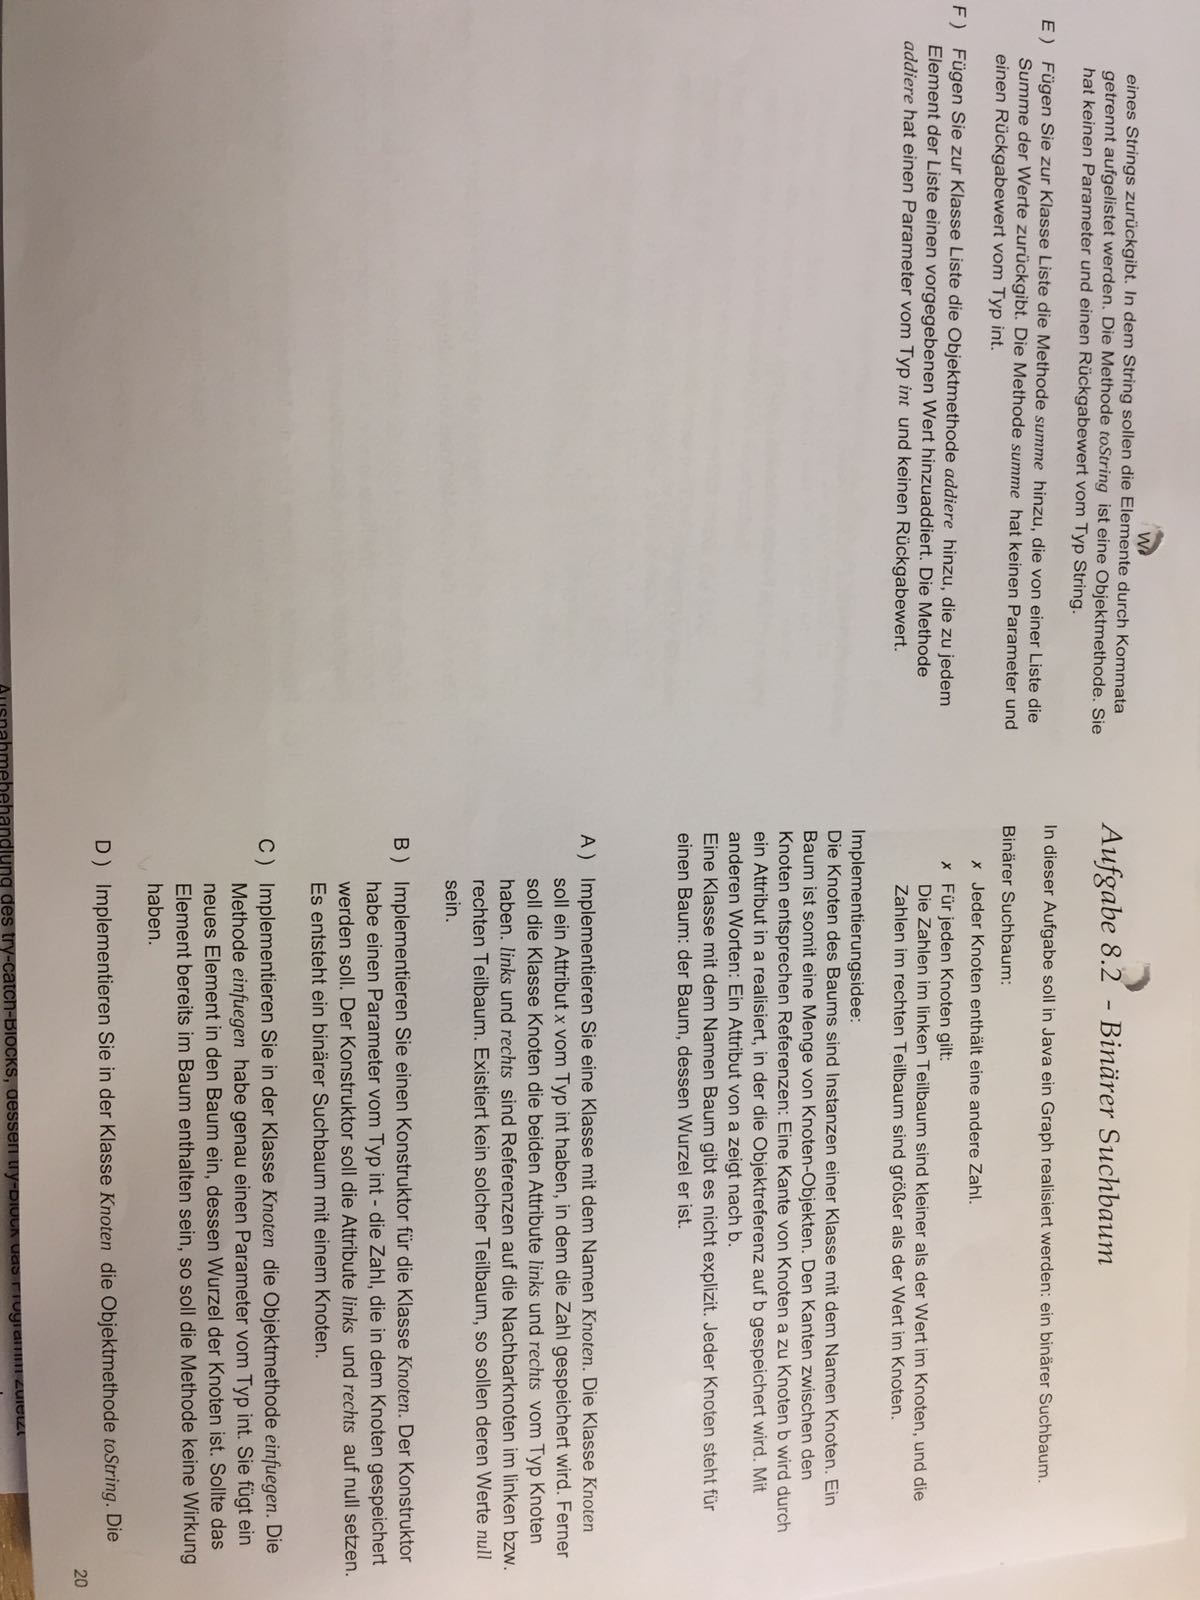 W
eines Strings zurückgibt. In dem String sollen die Elemente durch Kommata
getrennt aufgelistet werden. Die Methode toString ist eine Objektmethode. Sie
hat keinen Parameter und einen Rückgabewert vom Typ String.
E ) Fügen Sie zur Klasse Liste die Methode summe hinzu, die von einer Liste die
Summe der Werte zurückgibt. Die Methode summe hat keinen Parameter und
einen Rückgabewert vom Typ int.
F ) Fügen Sie zur Klasse Liste die Objektmethode addiere hinzu, die zu jedem
Element der Liste einen vorgegebenen Wert hinzuaddiert. Die Methode
addiere hat einen Parameter vom Typ int und keinen Rückgabewert.
Aufgabe 8.2 - Binärer Suchbaum
In dieser Aufgabe soll in Java ein Graph realisiert werden: ein binärer Suchbaum.
Binärer Suchbaum:
✗ Jeder Knoten enthält eine andere Zahl.
✗ Für jeden Knoten gilt:
Die Zahlen im linken Teilbaum sind kleiner als der Wert im Knoten, und die
Zahlen im rechten Teilbaum sind größer als der Wert im Knoten.
Implementierungsidee:
Die Knoten des Baums sind Instanzen einer Klasse mit dem Namen Knoten. Ein
Baum ist somit eine Menge von Knoten-Objekten. Den Kanten zwischen den
Knoten entsprechen Referenzen: Eine Kante von Knoten a zu Knoten b wird durch
ein Attribut in a realisiert, in der die Objektreferenz auf b gespeichert wird. Mit
anderen Worten: Ein Attribut von a zeigt nach b.
Eine Klasse mit dem Namen Baum gibt es nicht explizit. Jeder Knoten steht für
einen Baum: der Baum, dessen Wurzel er ist.
A ) Implementieren Sie eine Klasse mit dem Namen Knoten. Die Klasse Knoten
soll ein Attribut x vom Typ int haben, in dem die Zahl gespeichert wird. Ferner
soll die Klasse Knoten die beiden Attribute links und rechts vom Typ Knoten
haben. links und rechts sind Referenzen auf die Nachbarknoten im linken bzw.
rechten Teilbaum. Existiert kein solcher Teilbaum, so sollen deren Werte null
sein.
B ) Implementieren Sie einen Konstruktor für die Klasse Knoten. Der Konstruktor
habe einen Parameter vom Typ int - die Zahl, die in dem Knoten gespeichert
werden soll. Der Konstruktor soll die Attribute links und rechts auf null setzen.
Es entsteht ein binärer Suchbaum mit einem Knoten.
C ) Implementieren Sie in der Klasse Knoten die Objektmethode einfuegen. Die
Methode einfuegen habe genau einen Parameter vom Typ int. Sie fügt ein
neues Element in den Baum ein, dessen Wurzel der Knoten ist. Sollte das
Element bereits im Baum enthalten sein, so soll die Methode keine Wirkung
haben.
D ) Implementieren Sie in der Klasse Knoten die Objektmethode toString. Die
20
Ausnahmebehandlung des try-catch-Blocks, dessen try-Block das Programm zuletzt